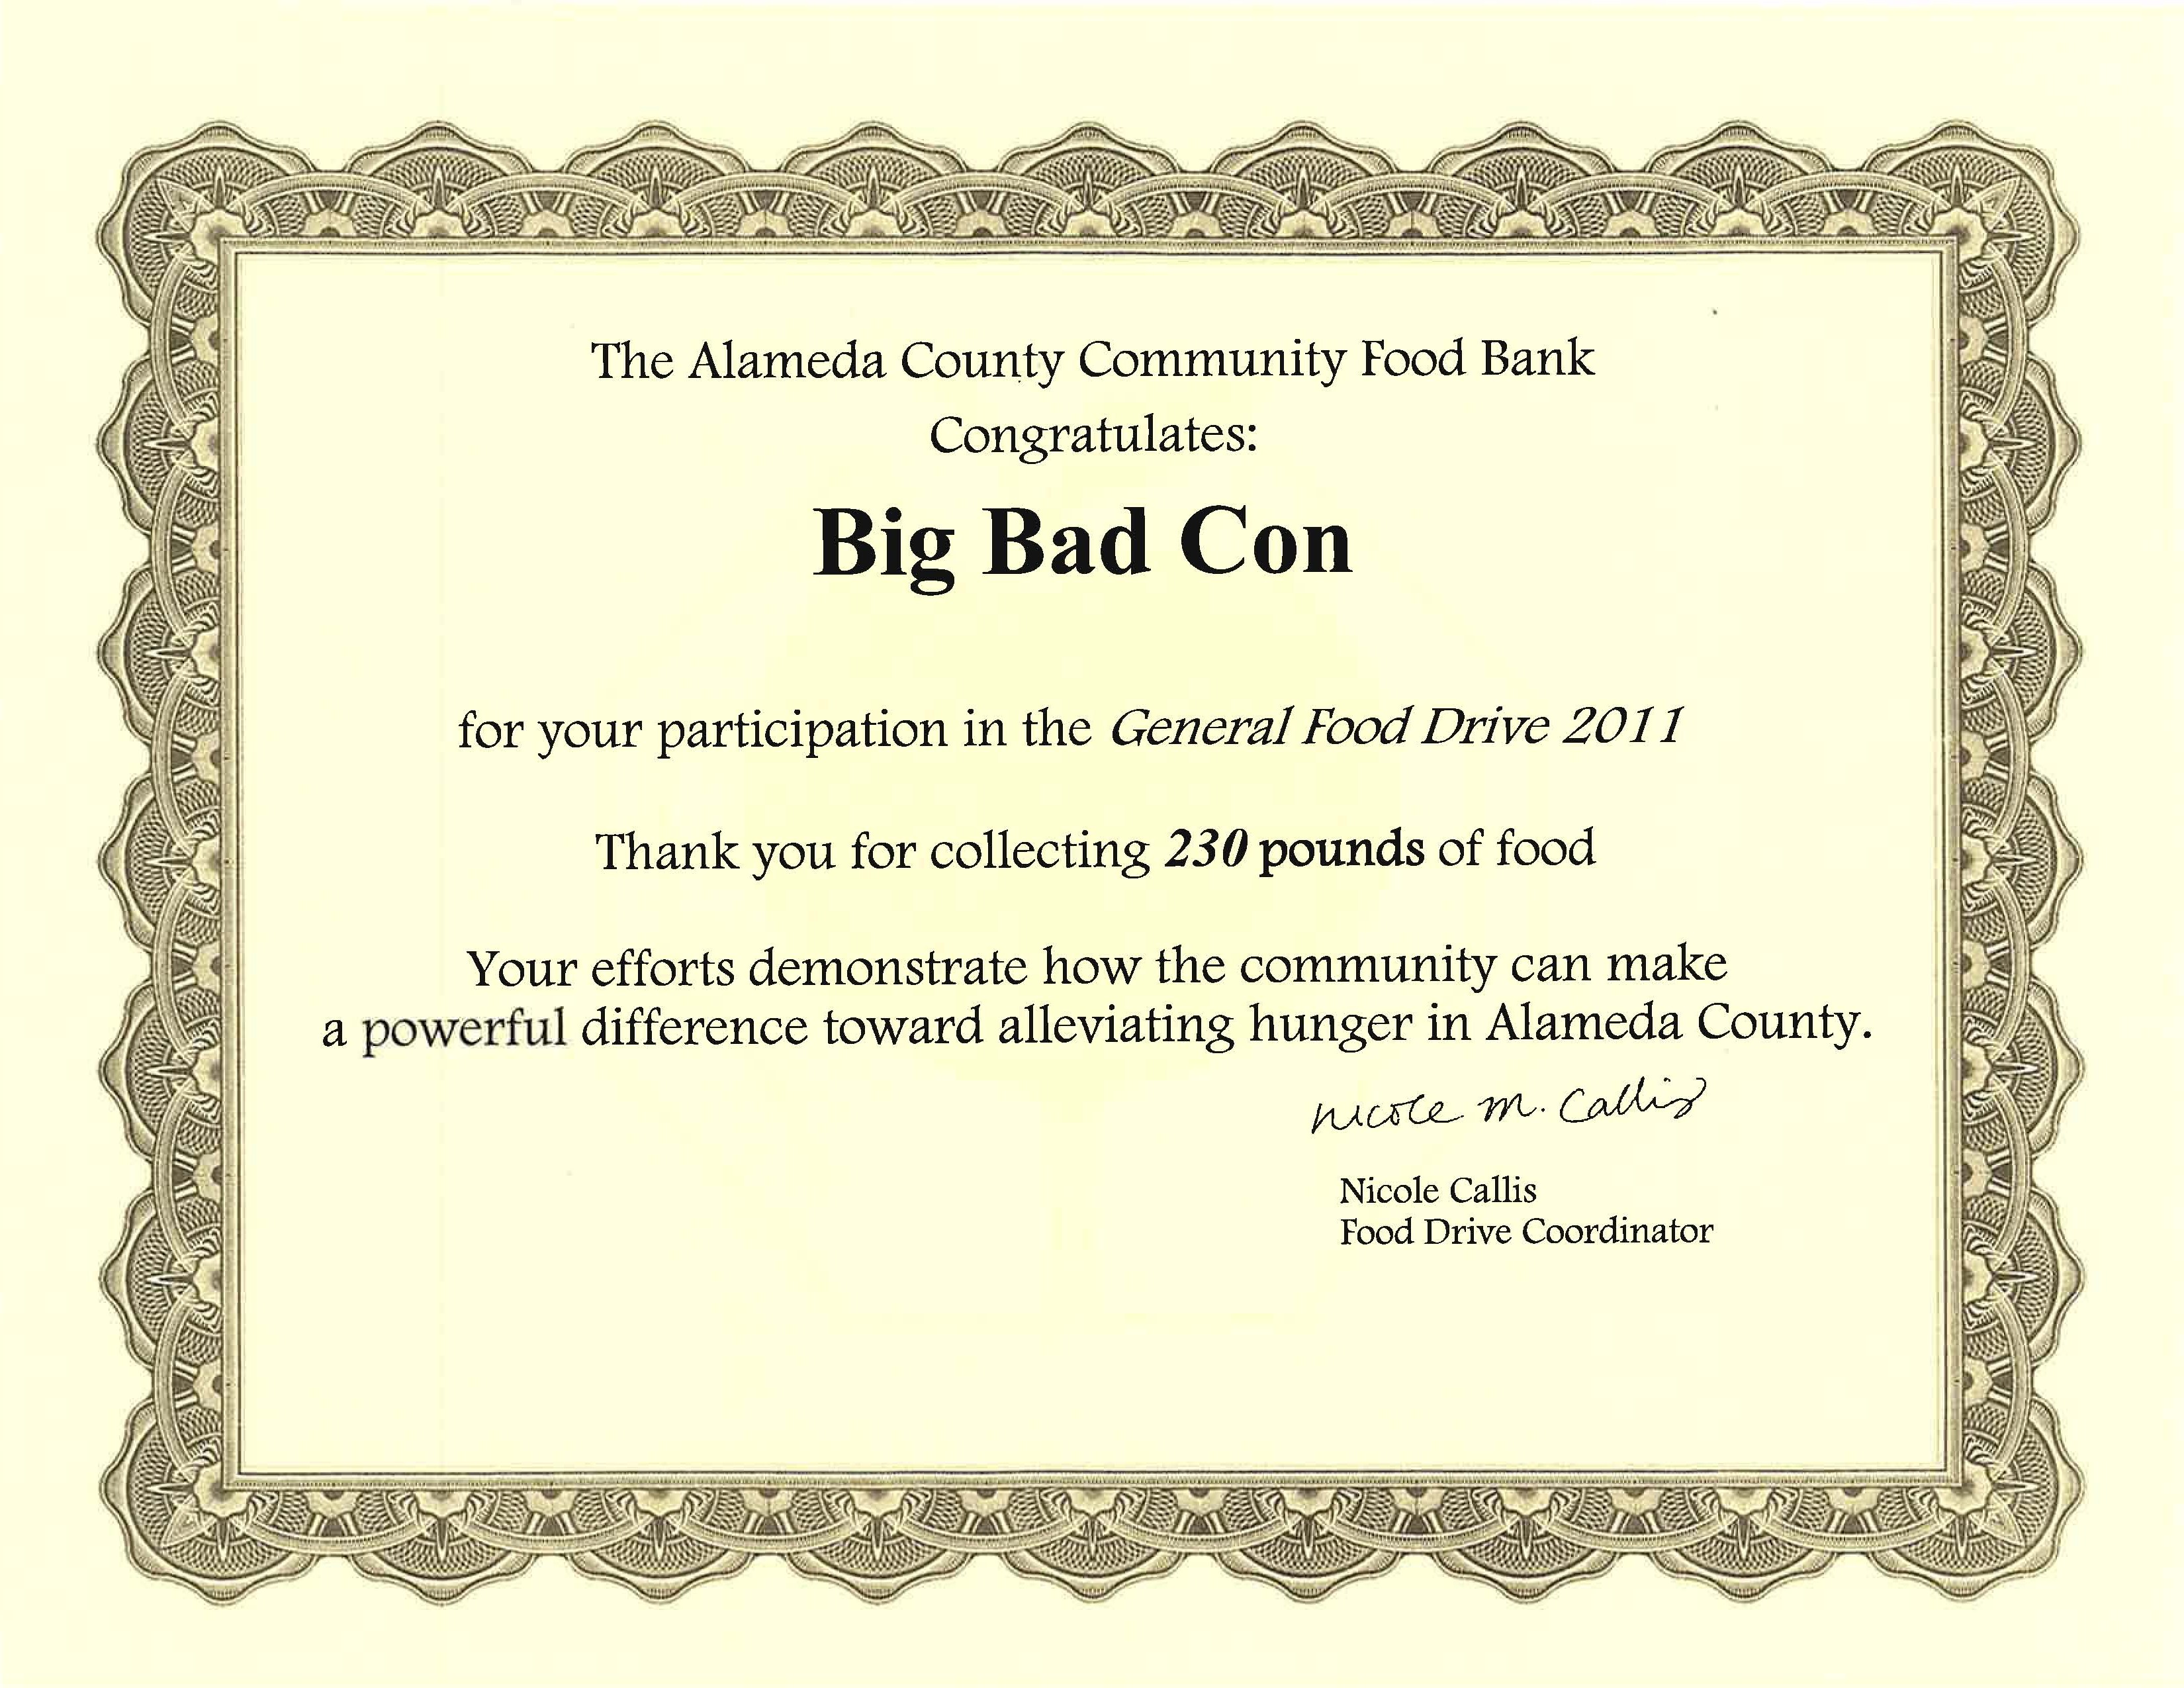 The Alameda County Community Food Bank
Congratulates:
Big Bad Con
for your participation in the General Food Drive 2011
Thank you for collecting 230 pounds of food
Your efforts demonstrate how the community can make
a powerful difference toward alleviating hunger in Alameda County.
Nicole M. Callis
Nicole Callis
Food Drive Coordinator